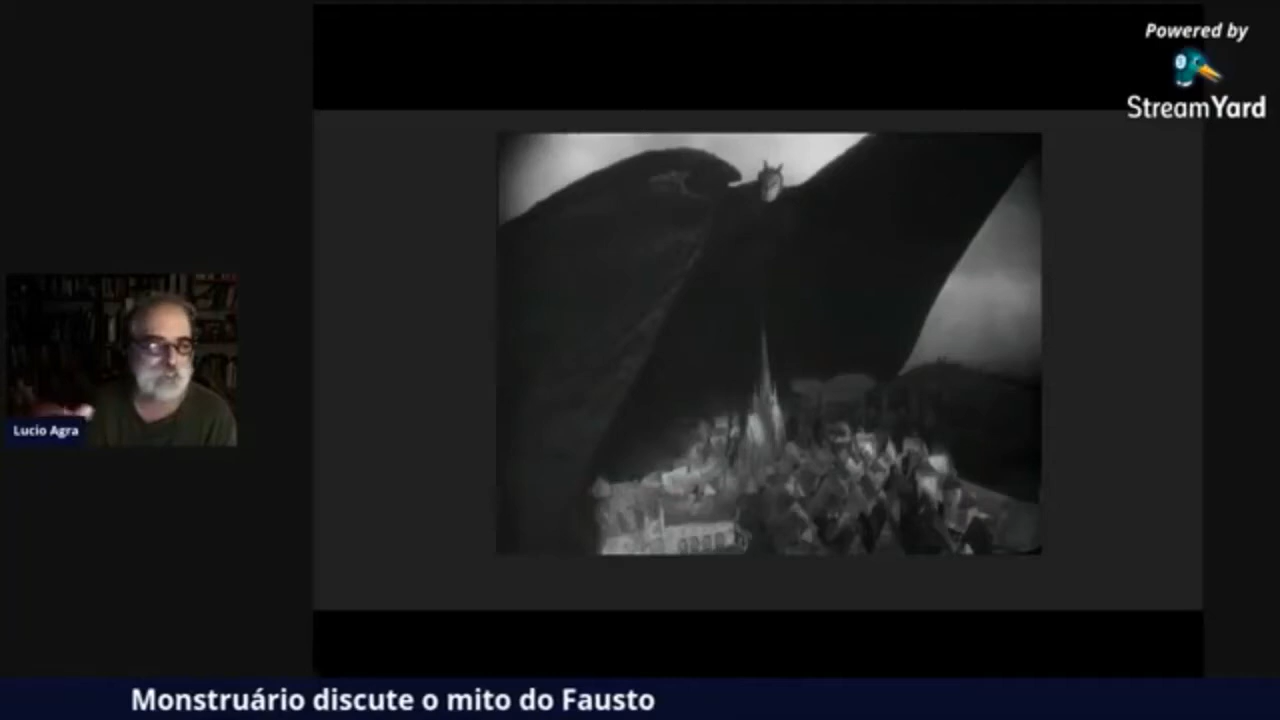 Powered by
StreamYard
Lucio Agra
Monstruário discute o mito do Fausto